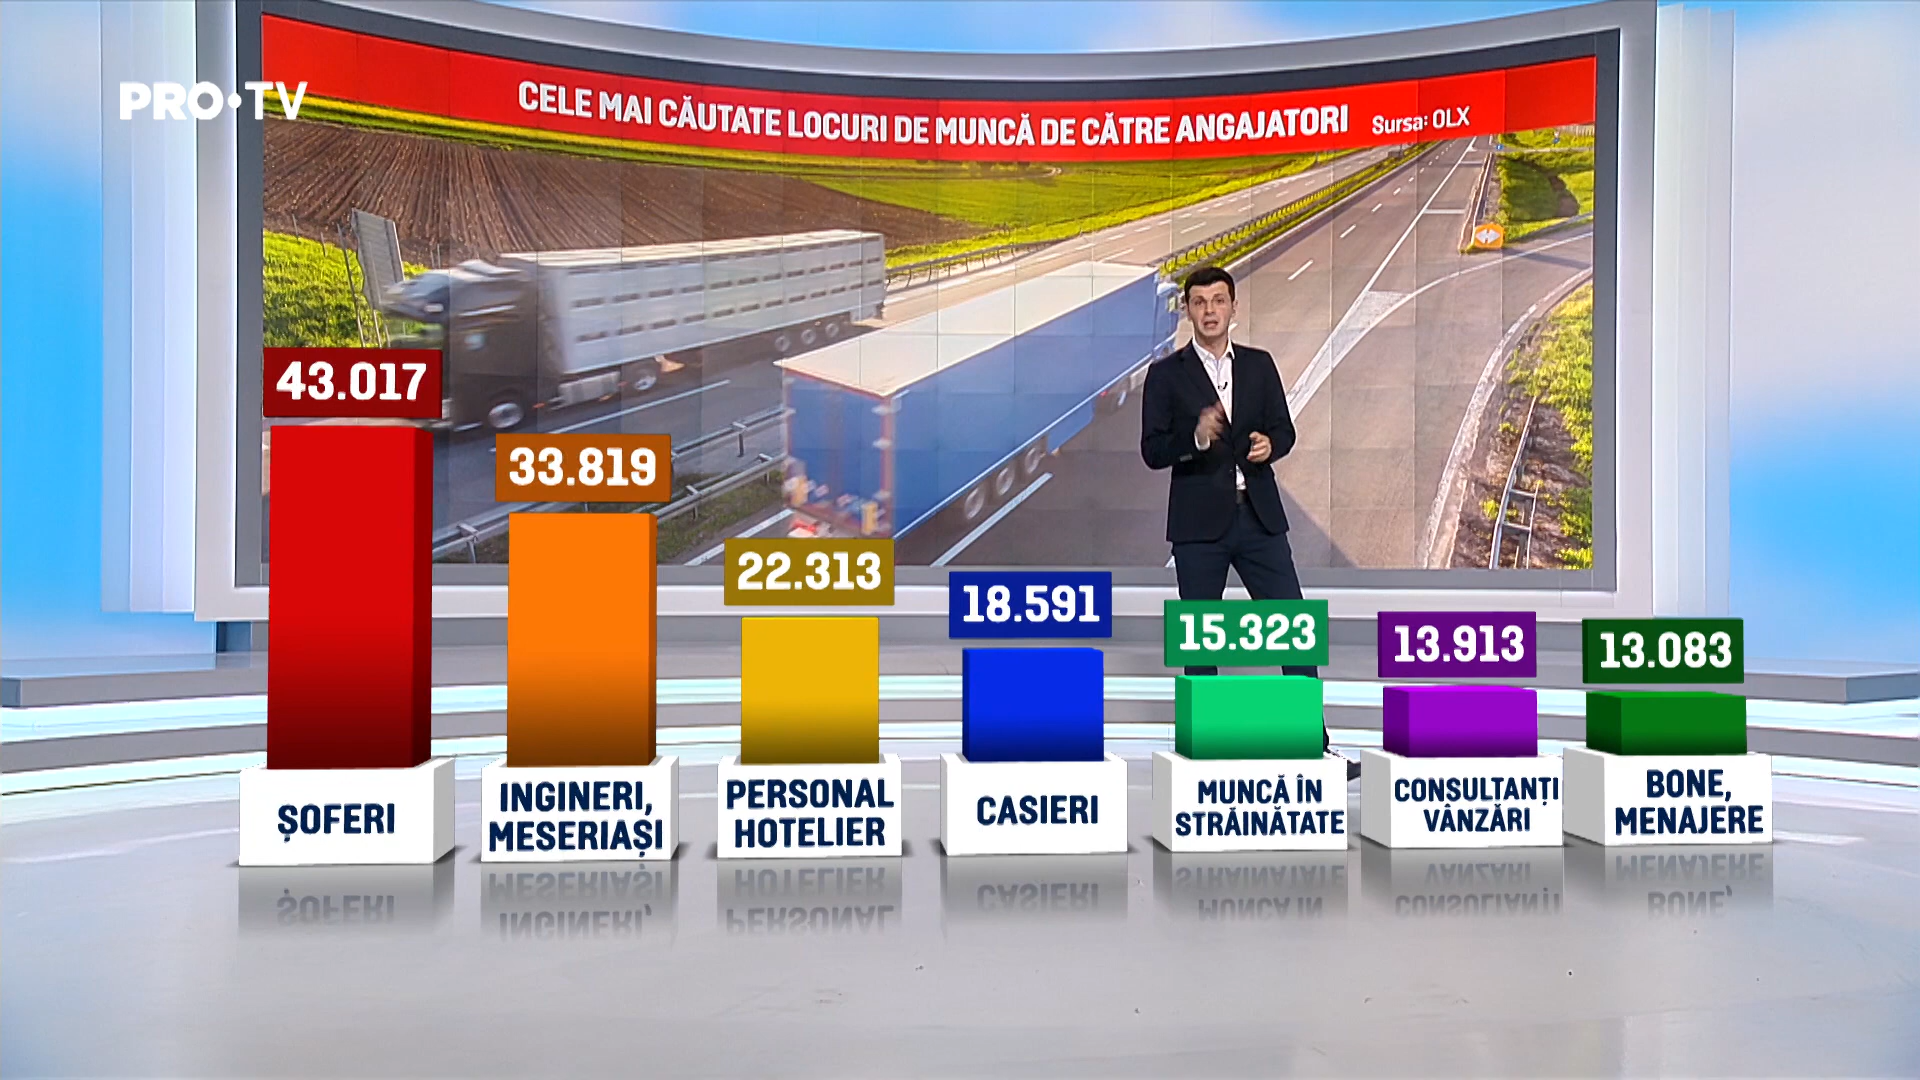 PRO•TV
CELE MAI CĂUTATE LOCURI DE MUNCĂ DE CĂTRE ANGAJATORI Sursa: OLX
43.017
33.819
22.313
18.591
15.323
13.913
13.083
ȘOFERI
INGINERI,
MESERIAȘI
PERSONAL
HOTELIER
CASIERI
MUNCĂ ÎN
STRĂINĂTATE
CONSULTANȚI
VÂNZĂRI
BONE,
MENAJERE